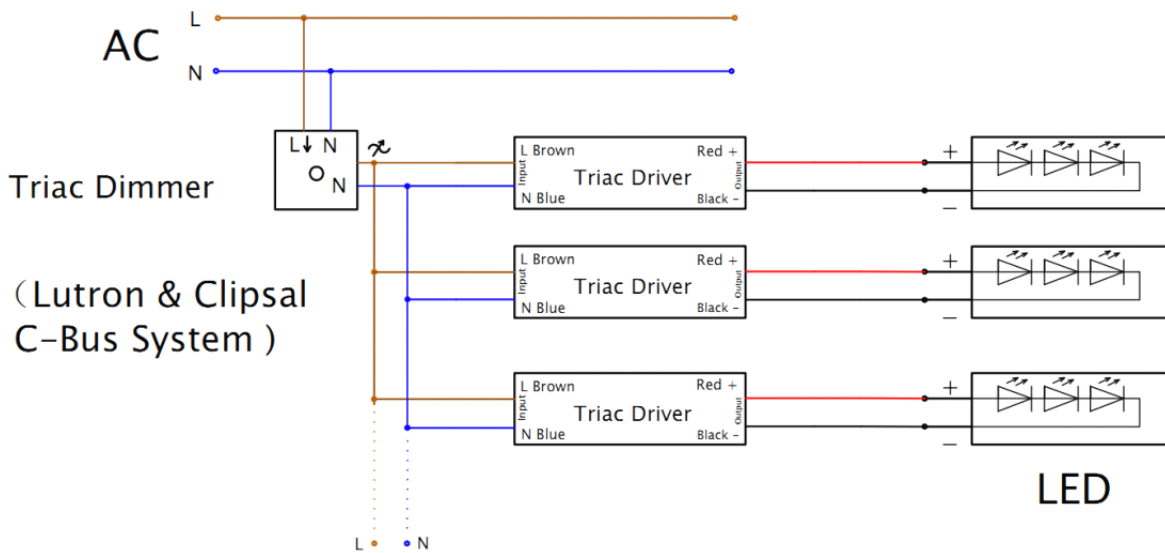 L
AC
N
L N
N
Triac Dimmer
(Lutron & Clipsal
C-Bus System )
L Brown
Input
N Blue
Triac Driver
Red +
Output
Black -
+
−
L Brown
Input
N Blue
Triac Driver
Red +
Output
Black -
+
−
L Brown
Input
N Blue
Triac Driver
Red +
Output
Black -
+
−
LED
L
N